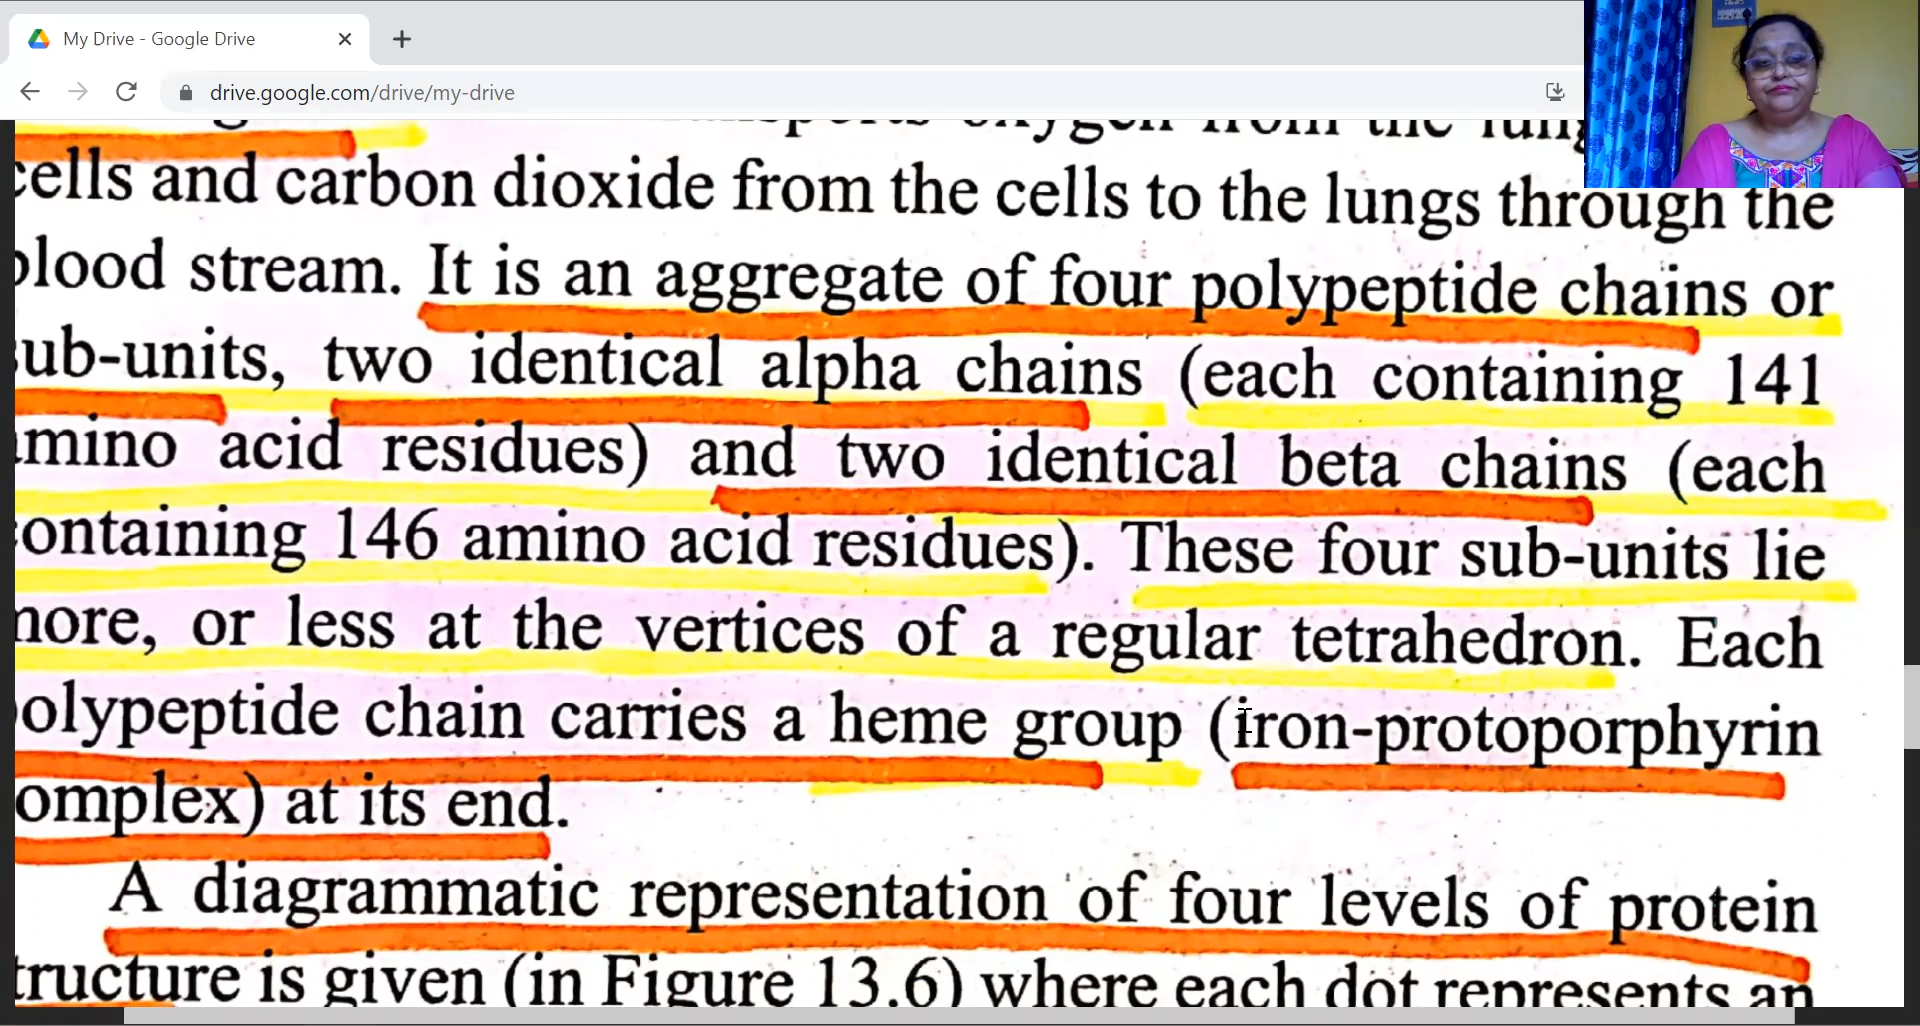 My Drive - Google Drive
drive.google.com/drive/my-drive
oxygen from the
cells and carbon dioxide from the cells to the lungs through the
blood stream. It is an aggregate of four polypeptide chains or
ub-units, two identical alpha chains (each containing 141
mino acid residues) and two identical beta chains (each
ontaining 146 amino acid residues). These four sub-units lie
more, or less at the vertices of a regular tetrahedron. Each
olypeptide chain carries a heme group (iron-protoporphyrin
omplex) at its end.
A diagrammatic representation of four levels of protein
tructure is given (in Figure 13.6) where each dot represents an